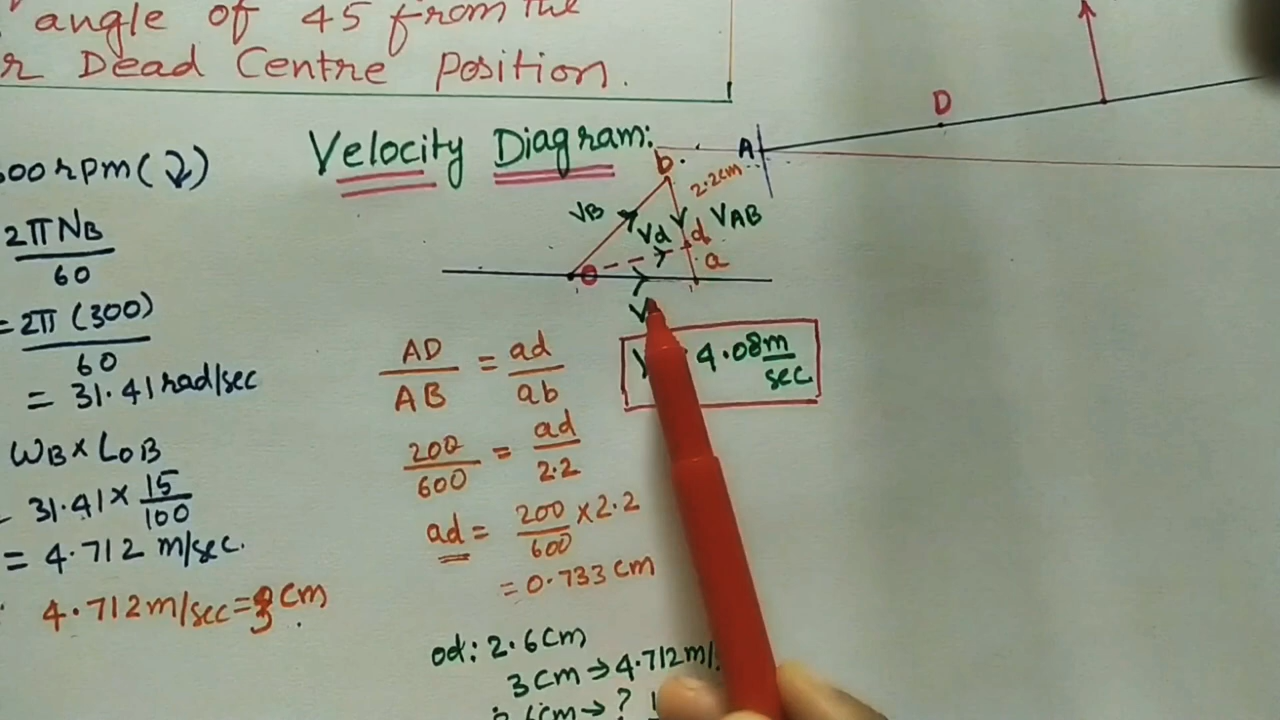 angle of 45 from the
Dead Centre Position.
Velocity Diagram:
00 rpm (↓)
2πNB
60
= 2π (300)
60
= 31.41 rad/sec
ωB × LOB
31.41 × 15
100
= 4.712 m/sec.
4.712 m/sec = 3 cm
A
D
b
2.2cm
VB
Vd
d
VAB
a
o
V
AD = ad
AB ab
200 = ad
600 2.2
ad = 200 × 2.2
600
= 0.733 cm
4.08 m
sec
od: 2.6 cm
3 cm → 4.712 m/
6 cm → ?